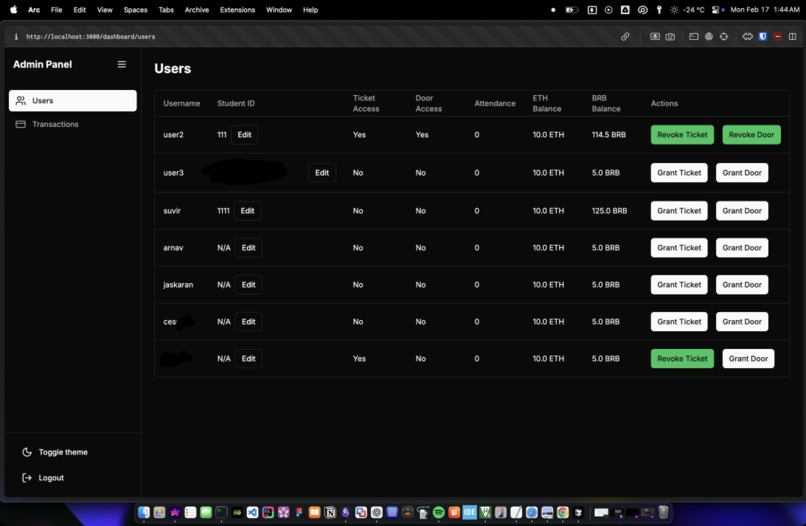 Arc File Edit View Spaces Tabs Archive Extensions Window Help -24 °C Mon Feb 17 1:44 AM
http://localhost:3000/dashboard/users
Admin Panel
Users
Transactions
Toggle theme
Logout
Users
Username Student ID Ticket Access Door Access Attendance ETH Balance BRB Balance Actions
user2 111 Edit Yes Yes 0 10.0 ETH 114.5 BRB Revoke Ticket Revoke Door
user3 Edit No No 0 10.0 ETH 5.0 BRB Grant Ticket Grant Door
suvir 1111 Edit No No 0 10.0 ETH 125.0 BRB Grant Ticket Grant Door
arnav N/A Edit No No 0 10.0 ETH 5.0 BRB Grant Ticket Grant Door
jaskaran N/A Edit No No 0 10.0 ETH 5.0 BRB Grant Ticket Grant Door
N/A Edit No No 0 10.0 ETH 5.0 BRB Grant Ticket Grant Door
N/A Edit Yes No 0 10.0 ETH 5.0 BRB Revoke Ticket Grant Door
IDE